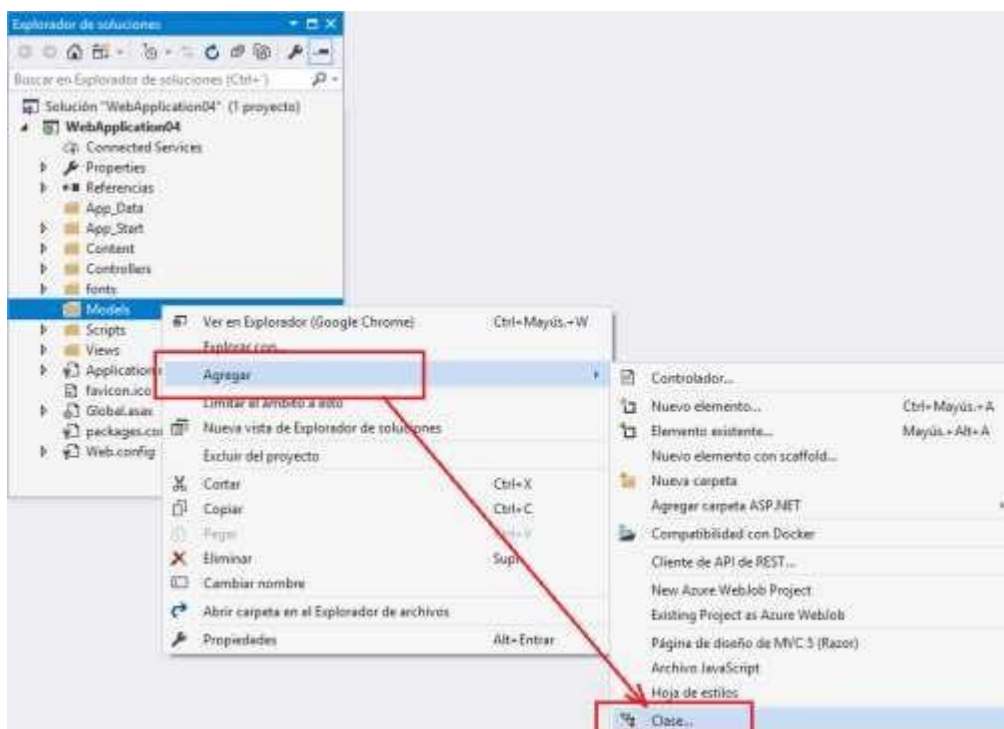 Explorador de soluciones
Buscar en Explorador de soluciones (Ctrl+´)
Solución "WebApplication04" (1 proyecto)
WebApplication04
Connected Services
Properties
Referencias
App_Data
App_Start
Content
Controllers
fonts
Models
Scripts
Views
Application
favicon.ico
Global.asax
packages.co
Web.config
Ver en Explorador (Google Chrome) Ctrl+Mayús.+W
Explorar con...
Agregar
Limitar el ámbito a esto
Nueva vista de Explorador de soluciones
Excluir del proyecto
Cortar Ctrl+X
Copiar Ctrl+C
Pegar Ctrl+V
Eliminar Supr
Cambiar nombre
Abrir carpeta en el Explorador de archivos
Propiedades Alt+Entrar
Controlador...
Nuevo elemento... Ctrl+Mayús.+A
Elemento existente... Mayús.+Alt+A
Nuevo elemento con scaffold...
Nueva carpeta
Agregar carpeta ASP.NET
Compatibilidad con Docker
Cliente de API de REST...
New Azure WebJob Project
Existing Project as Azure WebJob
Página de diseño de MVC 5 (Razor)
Archivo JavaScript
Hoja de estilos
Clase...